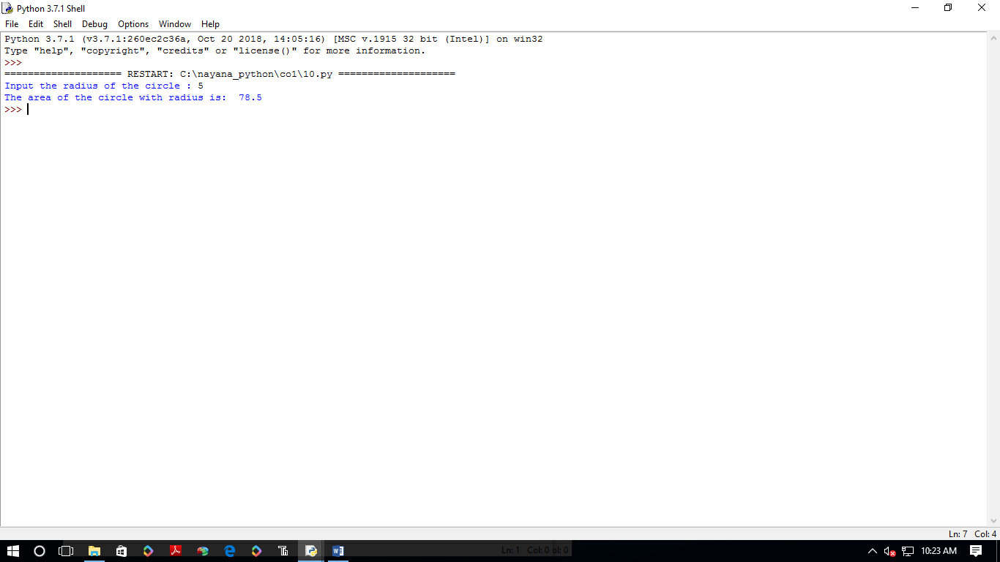 Python 3.7.1 Shell
File Edit Shell Debug Options Window Help
Python 3.7.1 (v3.7.1:260ec2c36a, Oct 20 2018, 14:05:16) [MSC v.1915 32 bit (Intel)] on win32
Type "help", "copyright", "credits" or "license()" for more information.
>>>
==================== RESTART: C:\nayana_python\co1\10.py ====================
Input the radius of the circle : 5
The area of the circle with radius is:  78.5
>>>
Ln: 7 Col: 4
Ln: 1 Col: 0 ol: 0
10:23 AM